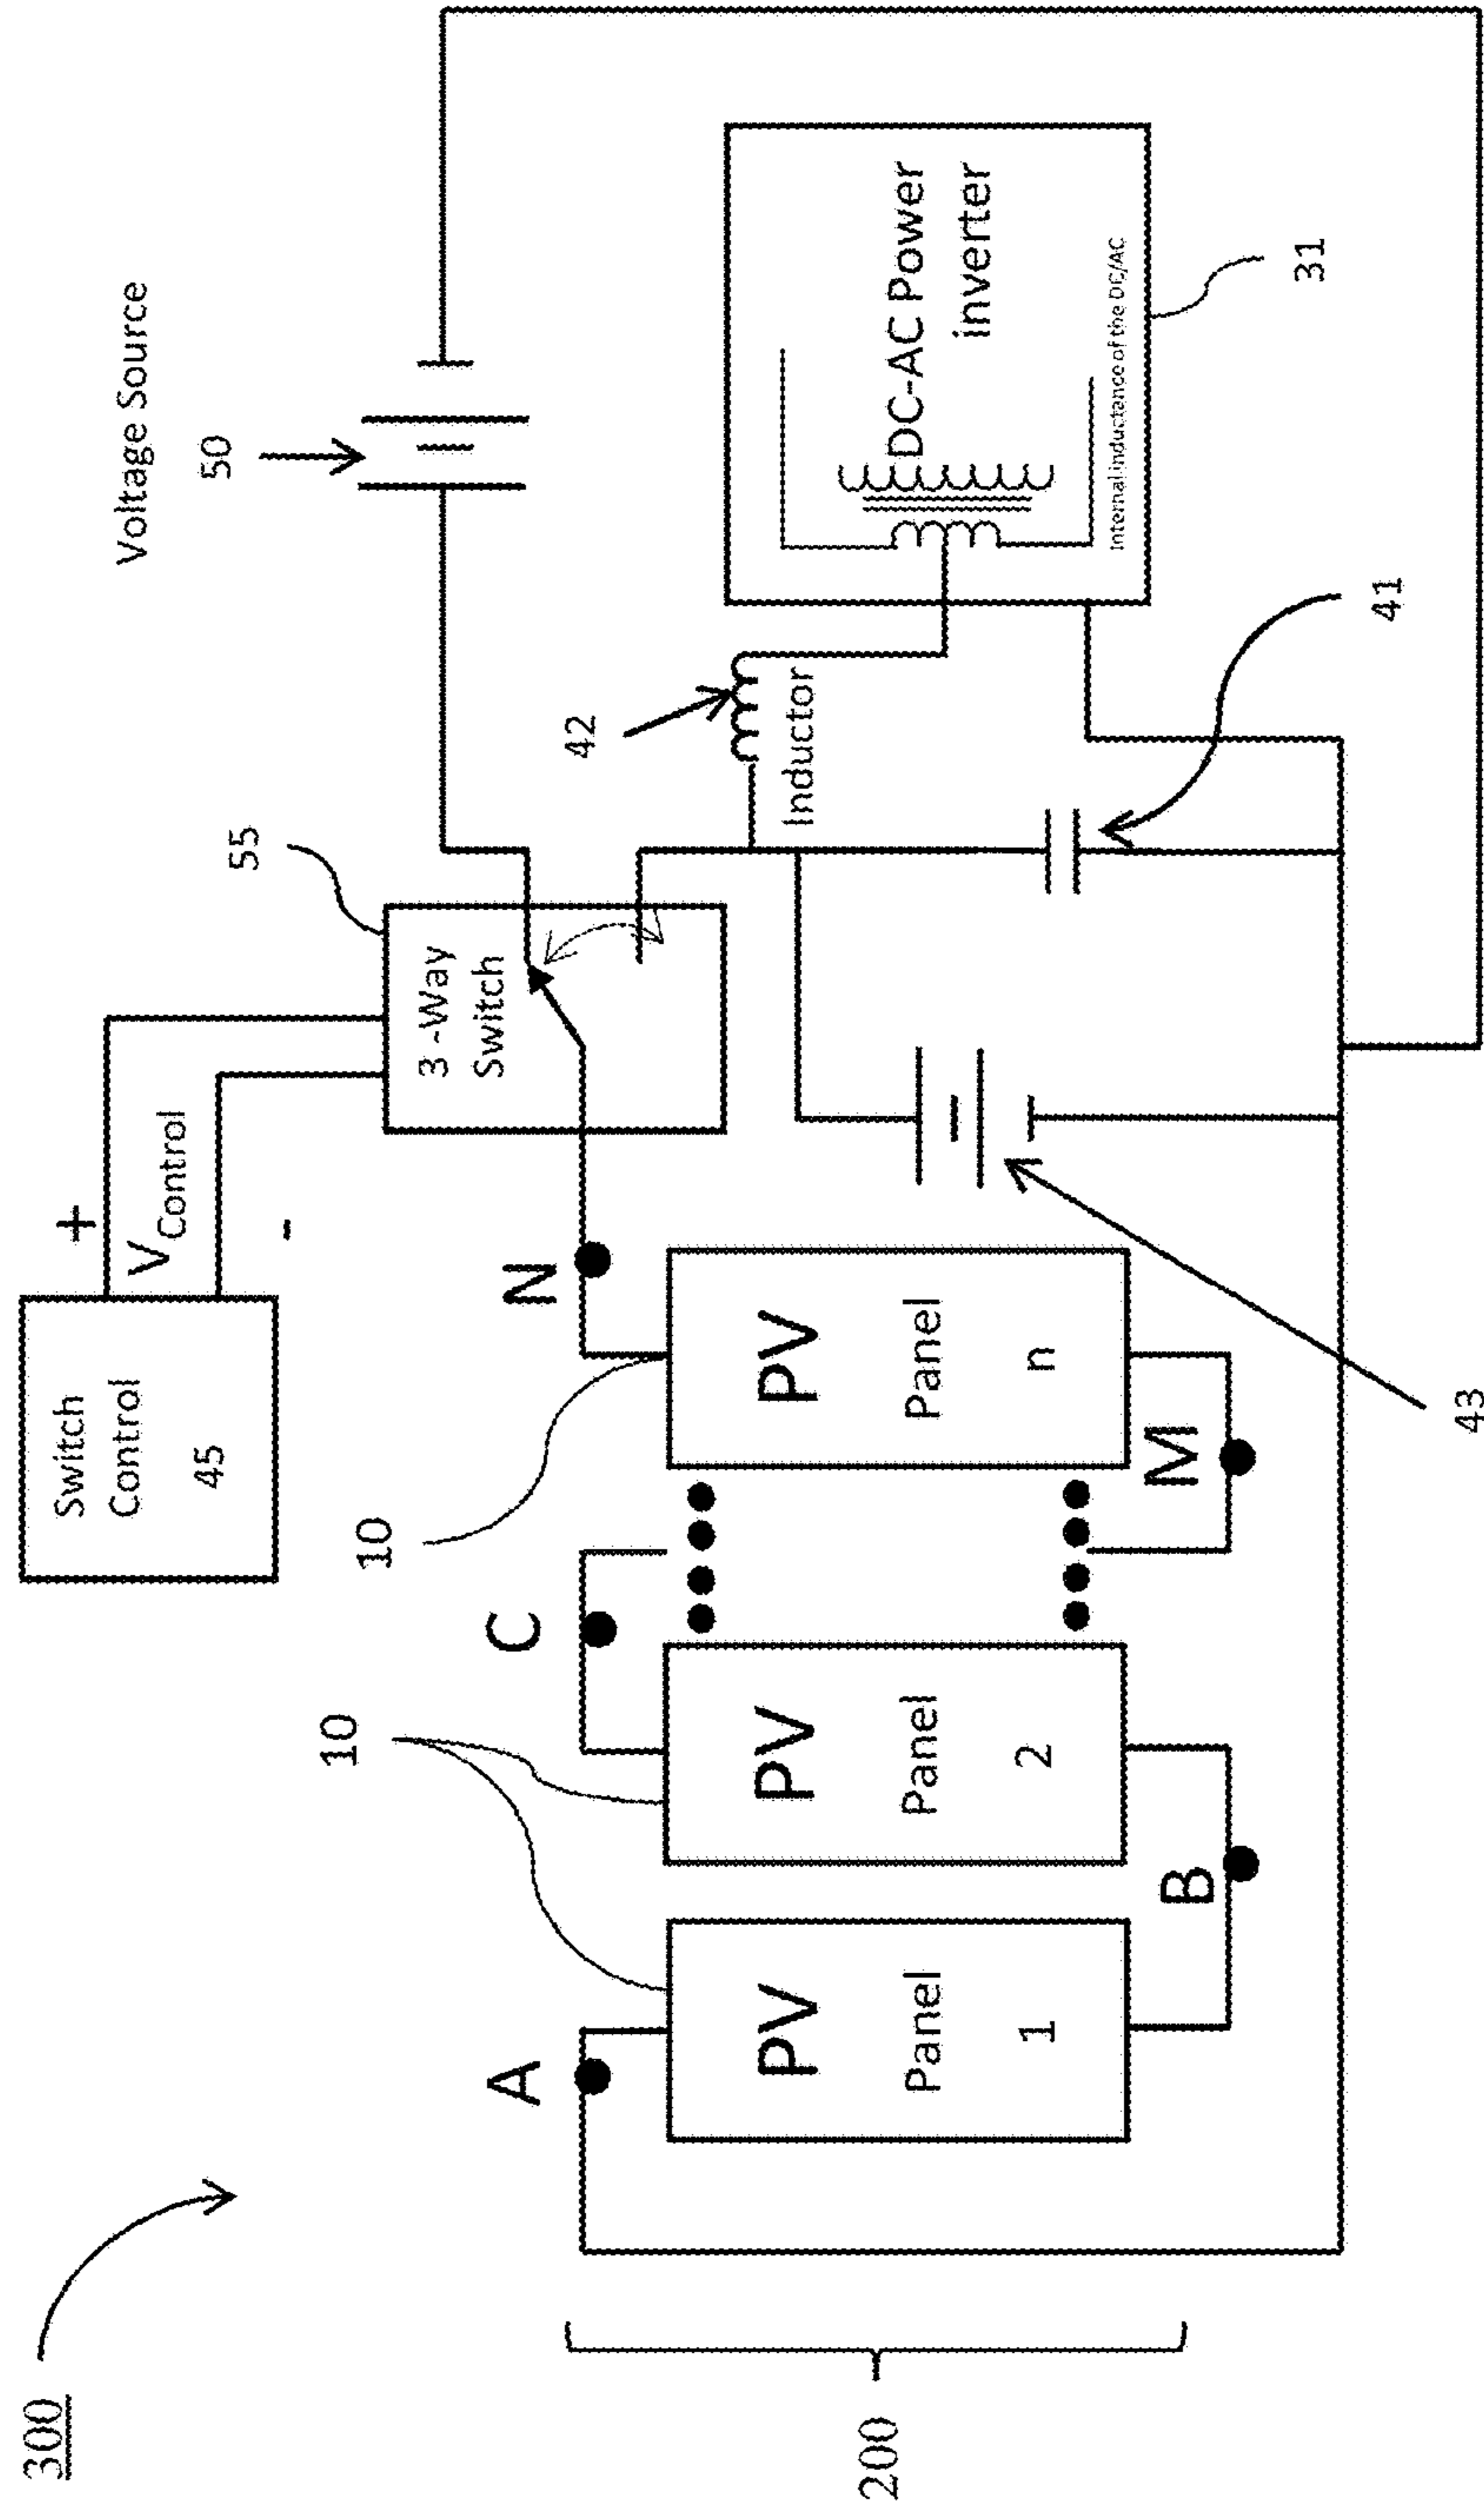 300
200
Switch
Control
45
+
VControl
-
3 -Way
Switch
55
Voltage Source
50
A
10
C
10
N
PV
Panel
1
PV
Panel
2
PV
Panel
n
B
M
43
42
Inductor
41
DC-AC Power
inverter
Internal inductance of the DC/AC
31